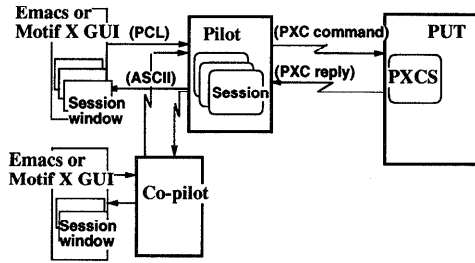 Emacs or
Motif X GUI
(PCL)
(ASCII)
Session
window
Pilot
Session
(PXC command)
(PXC reply)
PUT
PXCS
Emacs or
Motif X GUI
Session
window
Co-pilot